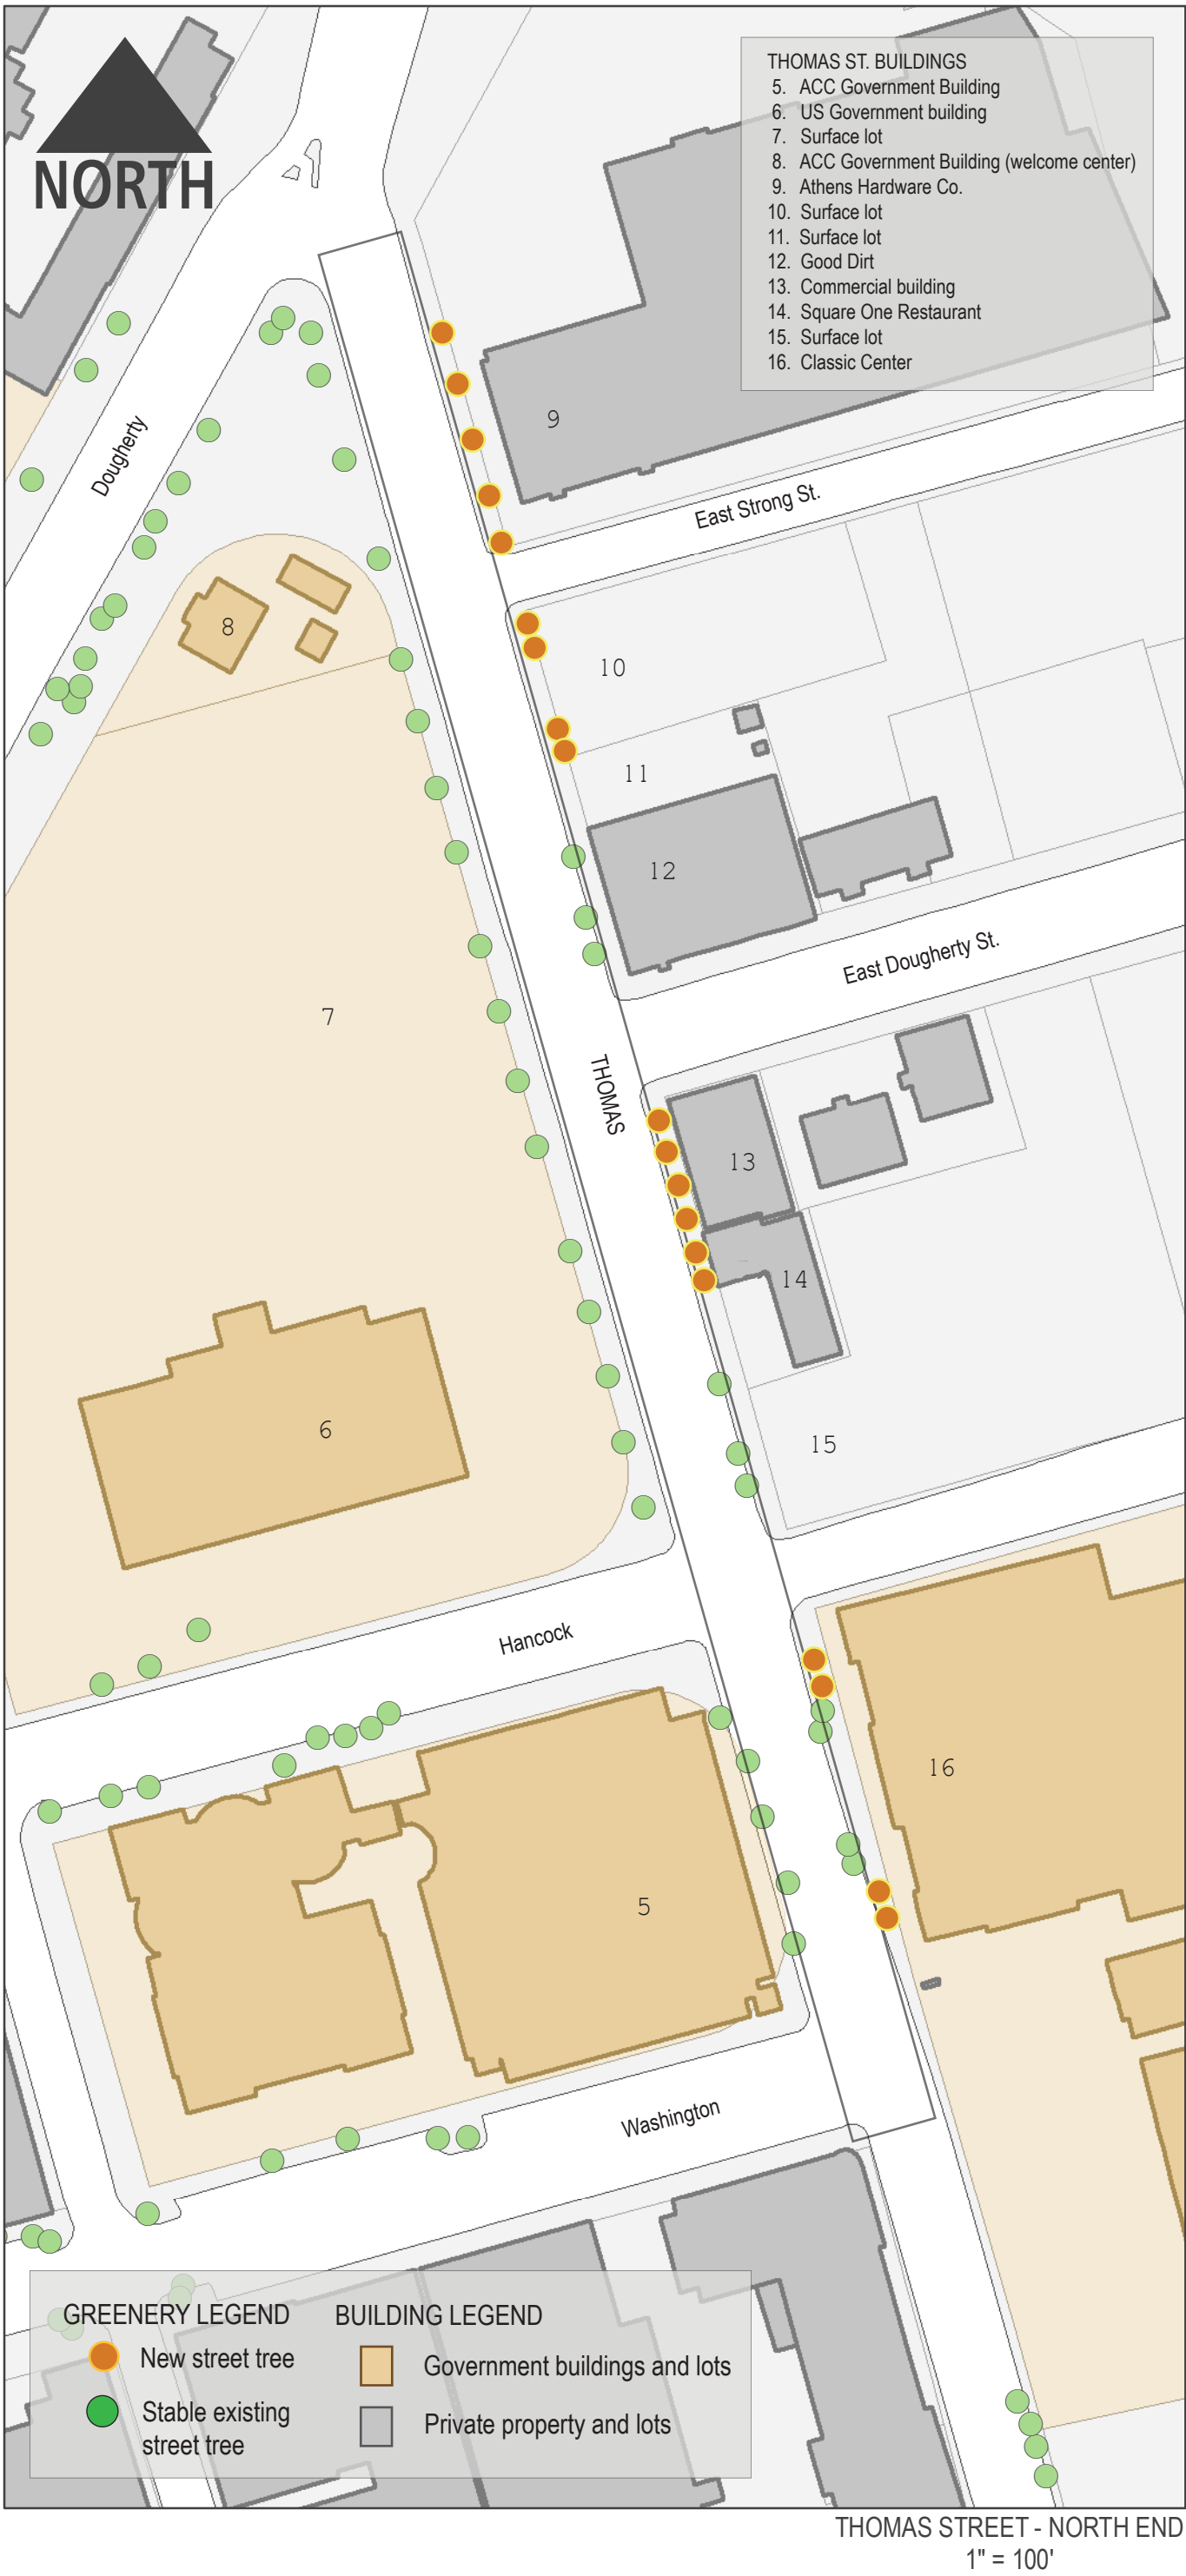 NORTH
THOMAS ST. BUILDINGS
5. ACC Government Building
6. US Government building
7. Surface lot
8. ACC Government Building (welcome center)
9. Athens Hardware Co.
10. Surface lot
11. Surface lot
12. Good Dirt
13. Commercial building
14. Square One Restaurant
15. Surface lot
16. Classic Center
Dougherty
9
East Strong St.
8
10
11
12
East Dougherty St.
7
THOMAS
13
14
6
15
Hancock
16
5
Washington
GREENERY LEGEND
New street tree
Stable existing
street tree
BUILDING LEGEND
Government buildings and lots
Private property and lots
THOMAS STREET - NORTH END
1" = 100'